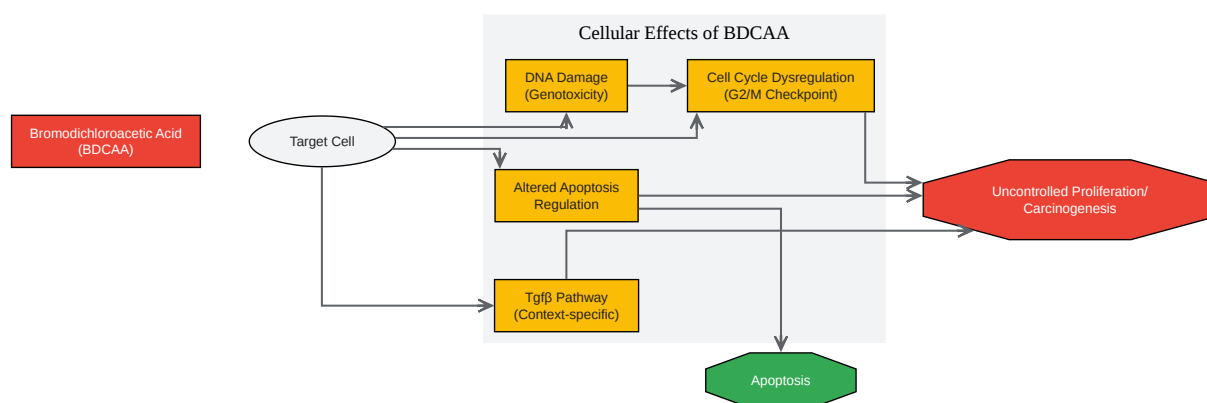 Cellular Effects of BDCAA
DNA Damage
(Genotoxicity)
Cell Cycle Dysregulation
(G2/M Checkpoint)
Bromodichloroacetic Acid
(BDCAA)
Target Cell
Altered Apoptosis
Regulation
Uncontrolled Proliferation/
Carcinogenesis
Tgfβ Pathway
(Context-specific)
Apoptosis